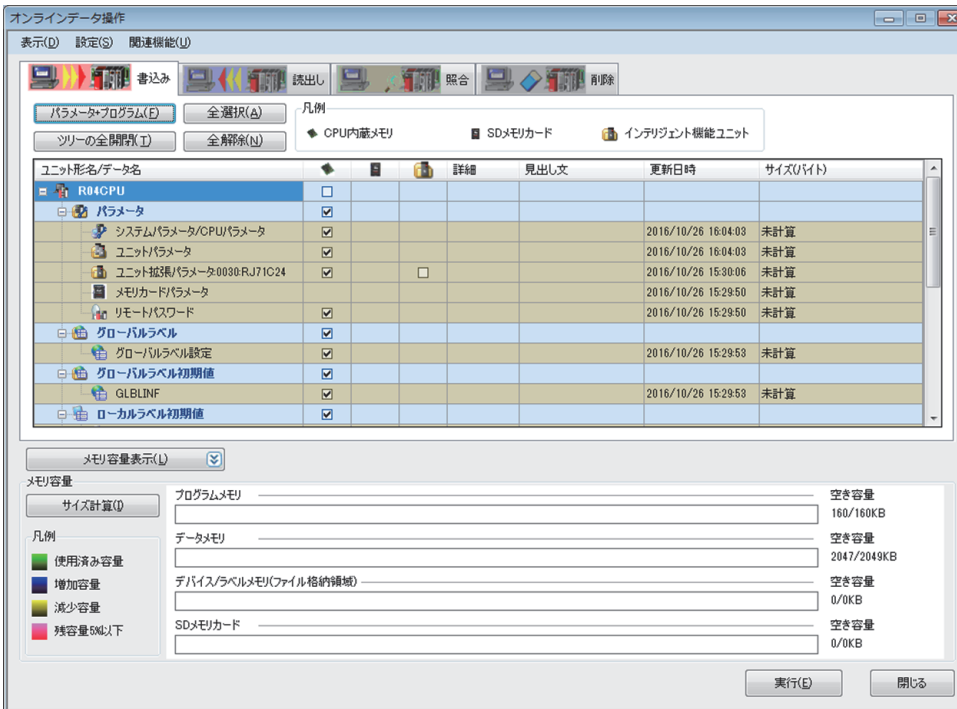 オンラインデータ操作
表示(D) 設定(S) 関連機能(U)
書込み 読出し 照合 削除
パラメータ+プログラム(F) 全選択(A) 凡例
ツリーの全開閉(T) 全解除(N) CPU内蔵メモリ SDメモリカード インテリジェント機能ユニット
ユニット形名/データ名 詳細 見出し文 更新日時 サイズ(バイト)
R04CPU
パラメータ
システムパラメータ/CPUパラメータ 2016/10/26 16:04:03 未計算
ユニットパラメータ 2016/10/26 16:04:03 未計算
ユニット拡張パラメータ:0030:RJ71C24 2016/10/26 15:30:06 未計算
メモリカードパラメータ 2016/10/26 15:29:50 未計算
リモートパスワード 2016/10/26 15:29:50 未計算
グローバルラベル
グローバルラベル設定 2016/10/26 15:29:53 未計算
グローバルラベル初期値
GLBLINF 2016/10/26 15:29:53 未計算
ローカルラベル初期値
メモリ容量表示(L)
メモリ容量
サイズ計算(I)
凡例
使用済み容量
増加容量
減少容量
残容量5%以下
プログラムメモリ 空き容量
160/160KB
データメモリ 空き容量
2047/2049KB
デバイス/ラベルメモリ(ファイル格納領域) 空き容量
0/0KB
SDメモリカード 空き容量
0/0KB
実行(E) 閉じる